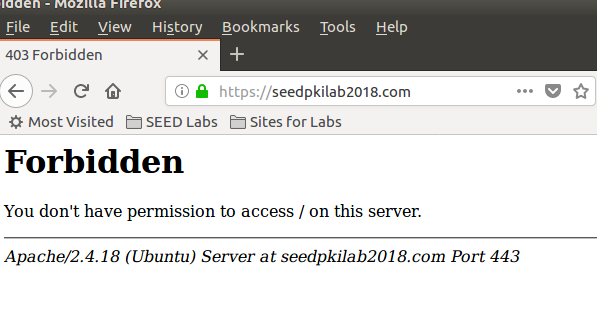 bidden - Mozilla Firefox
File Edit View History Bookmarks Tools Help
403 Forbidden
https://seedpkilab2018.com
Most Visited SEED Labs Sites for Labs
Forbidden
You don't have permission to access / on this server.
Apache/2.4.18 (Ubuntu) Server at seedpkilab2018.com Port 443